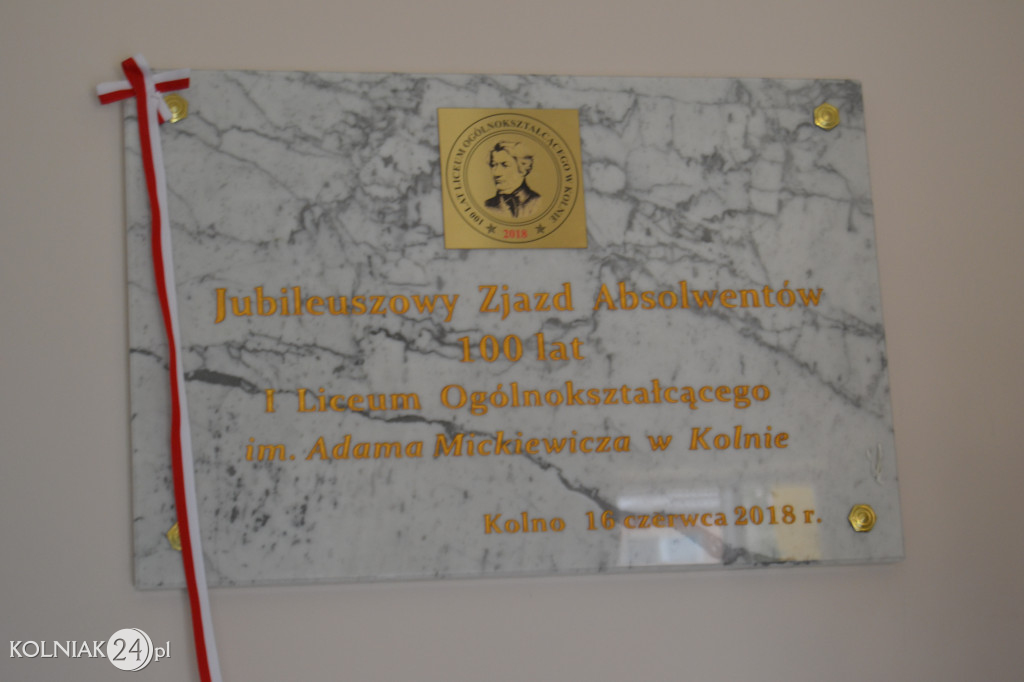 100 LAT LICEUM OGÓLNOKSZTAŁCĄCEGO W KOLNIE
2018
Jubileuszowy Zjazd Absolwentów
100 lat
I Liceum Ogólnokształcącego
im. Adama Mickiewicza w Kolnie
Kolno 16 czerwca 2018 r.
KOLNIAK24.pl